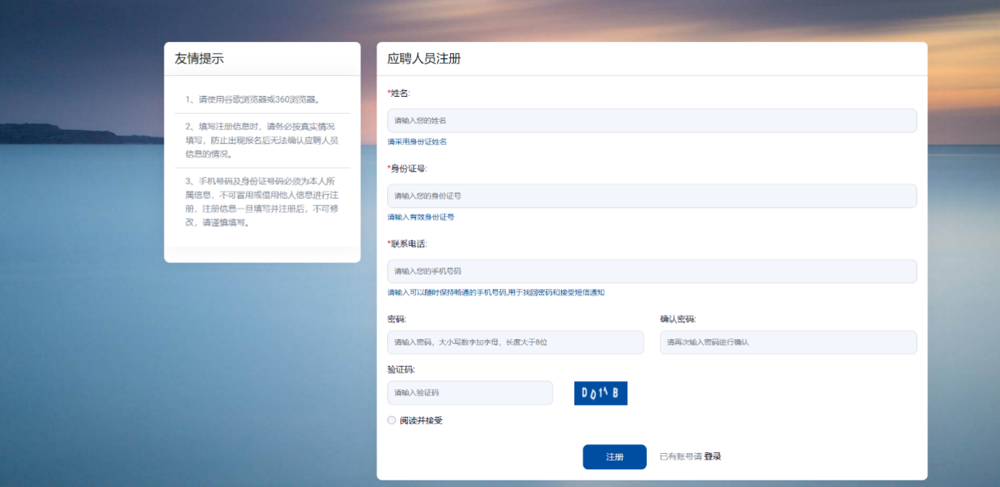 友情提示
1、请使用谷歌浏览器或360浏览器。
2、填写注册信息时，请务必按真实情况
填写，防止出现报名后无法确认应聘人员
信息的情况。
3、手机号码及身份证号码必须为本人所
属信息，不可冒用或借用他人信息进行注
册，注册信息一旦填写并注册后，不可修
改，请谨慎填写。
应聘人员注册
*姓名:
请输入您的姓名
请采用身份证姓名
*身份证号:
请输入您的身份证号
请输入有效身份证号
*联系电话:
请输入您的手机号码
请输入可以随时保持畅通的手机号码,用于找回密码和接受短信通知
密码:
确认密码:
请输入密码，大小写数字加字母，长度大于8位
请再次输入密码进行确认
验证码:
请输入验证码
阅读并接受
注册
已有账号请 登录